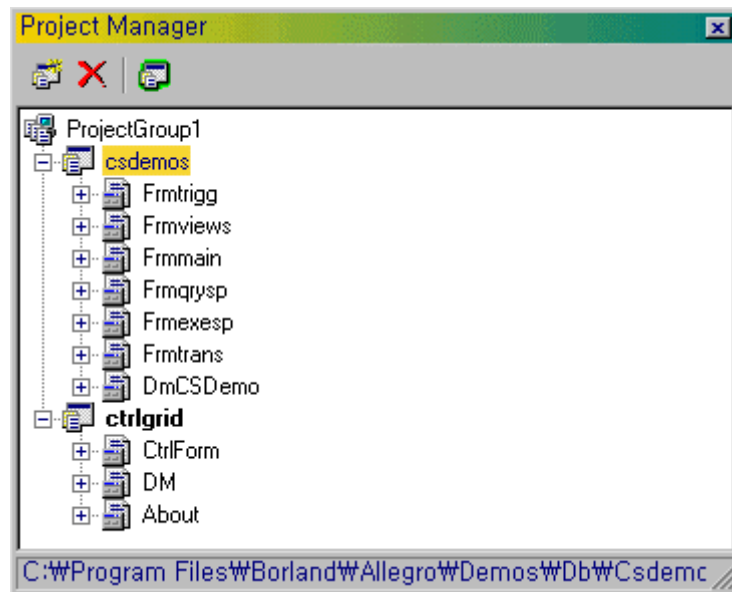 Project Manager
ProjectGroup1
csdemos
Frmtrigg
Frmviews
Frmmain
Frmqrysp
Frmexesp
Frmtrans
DmCSDemo
ctrlgrid
CtrlForm
DM
About
C:₩Program Files₩Borland₩Allegro₩Demos₩Db₩Csdemc